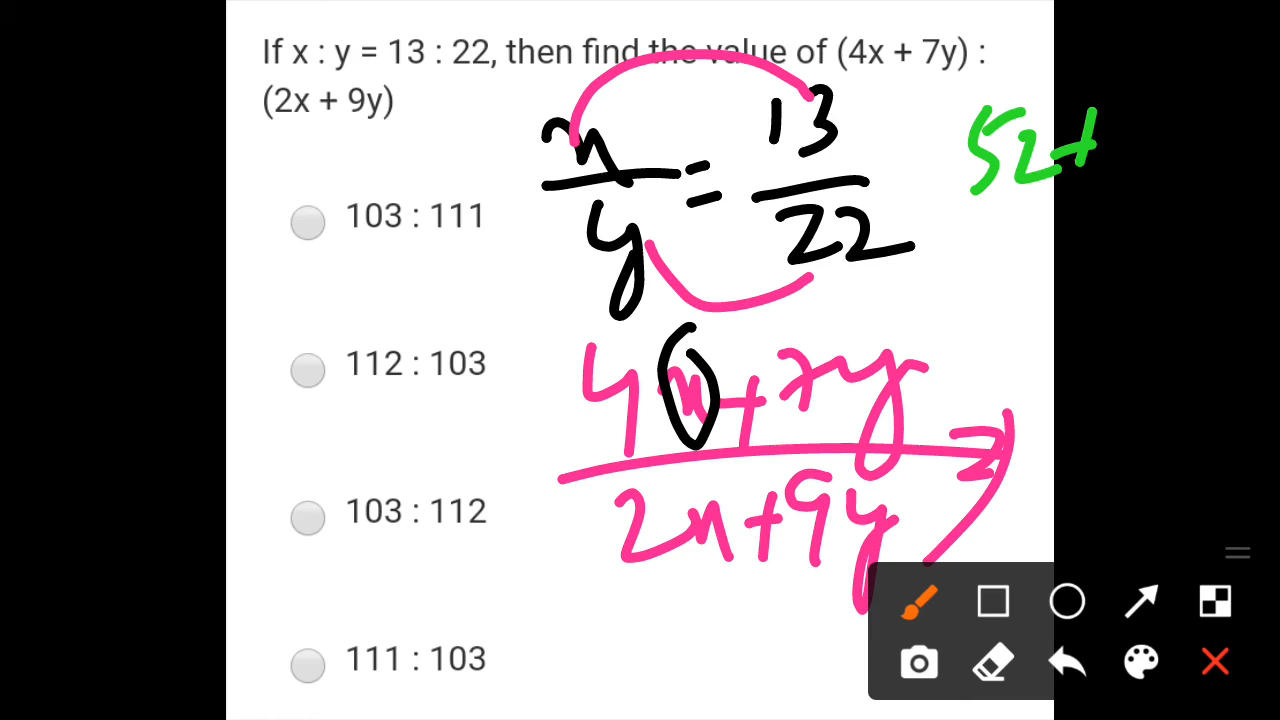 If x : y = 13 : 22, then find the value of (4x + 7y) :
(2x + 9y)
x/y = 13/22
52+
103 : 111
112 : 103
4x+7y
2x+9y
103 : 112
111 : 103